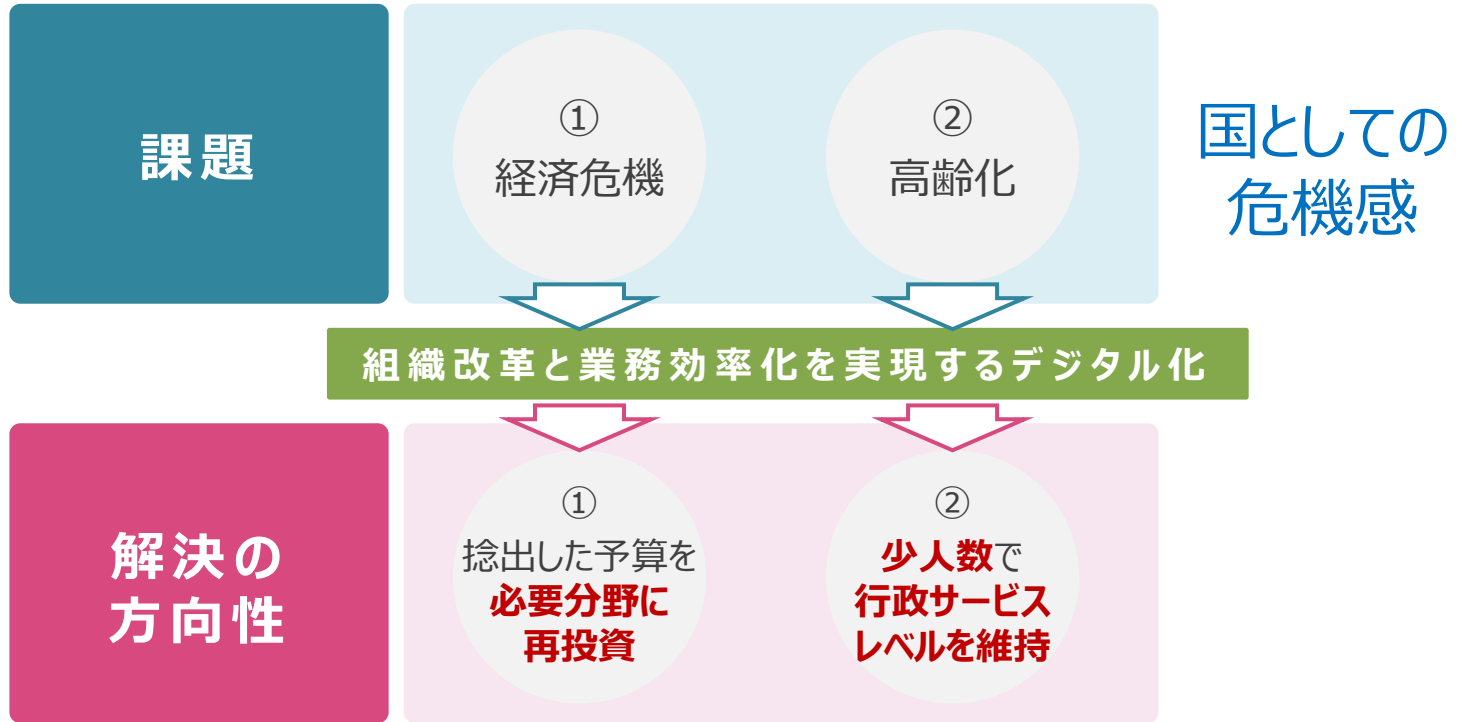 課題
①
経済危機
②
高齢化
国としての
危機感
組織改革と業務効率化を実現するデジタル化
解決の
方向性
①
捻出した予算を
必要分野に
再投資
②
少人数で
行政サービス
レベルを維持